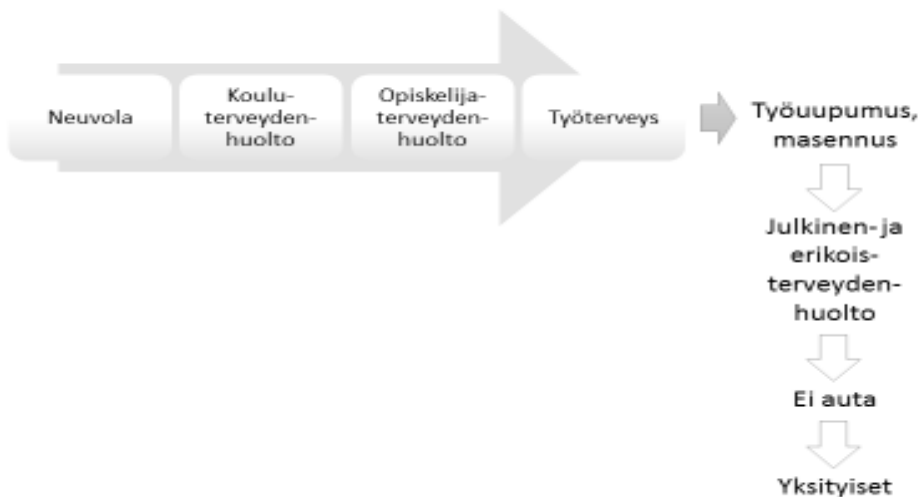 Neuvola
Koulu-
terveyden-
huolto
Opiskelija-
terveyden-
huolto
Työterveys
Työuupumus,
masennus
Julkinen- ja
erikois-
terveyden-
huolto
Ei auta
Yksityiset